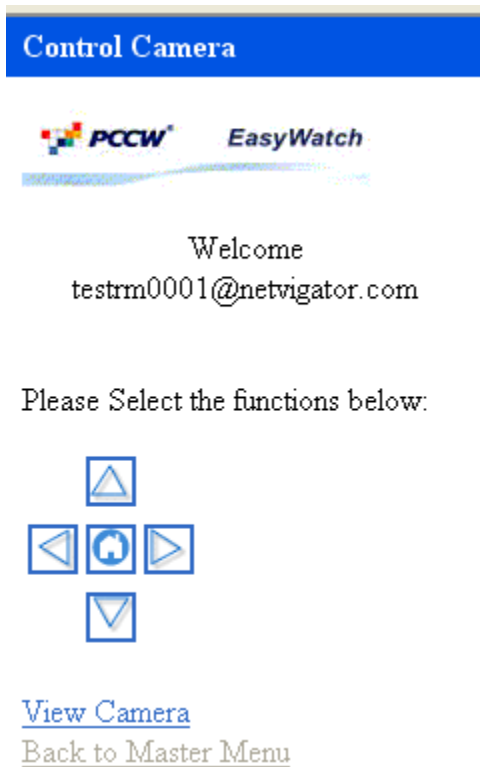 Control Camera
PCCW® EasyWatch
Welcome
testrm0001@netvigator.com
Please Select the functions below:
View Camera
Back to Master Menu